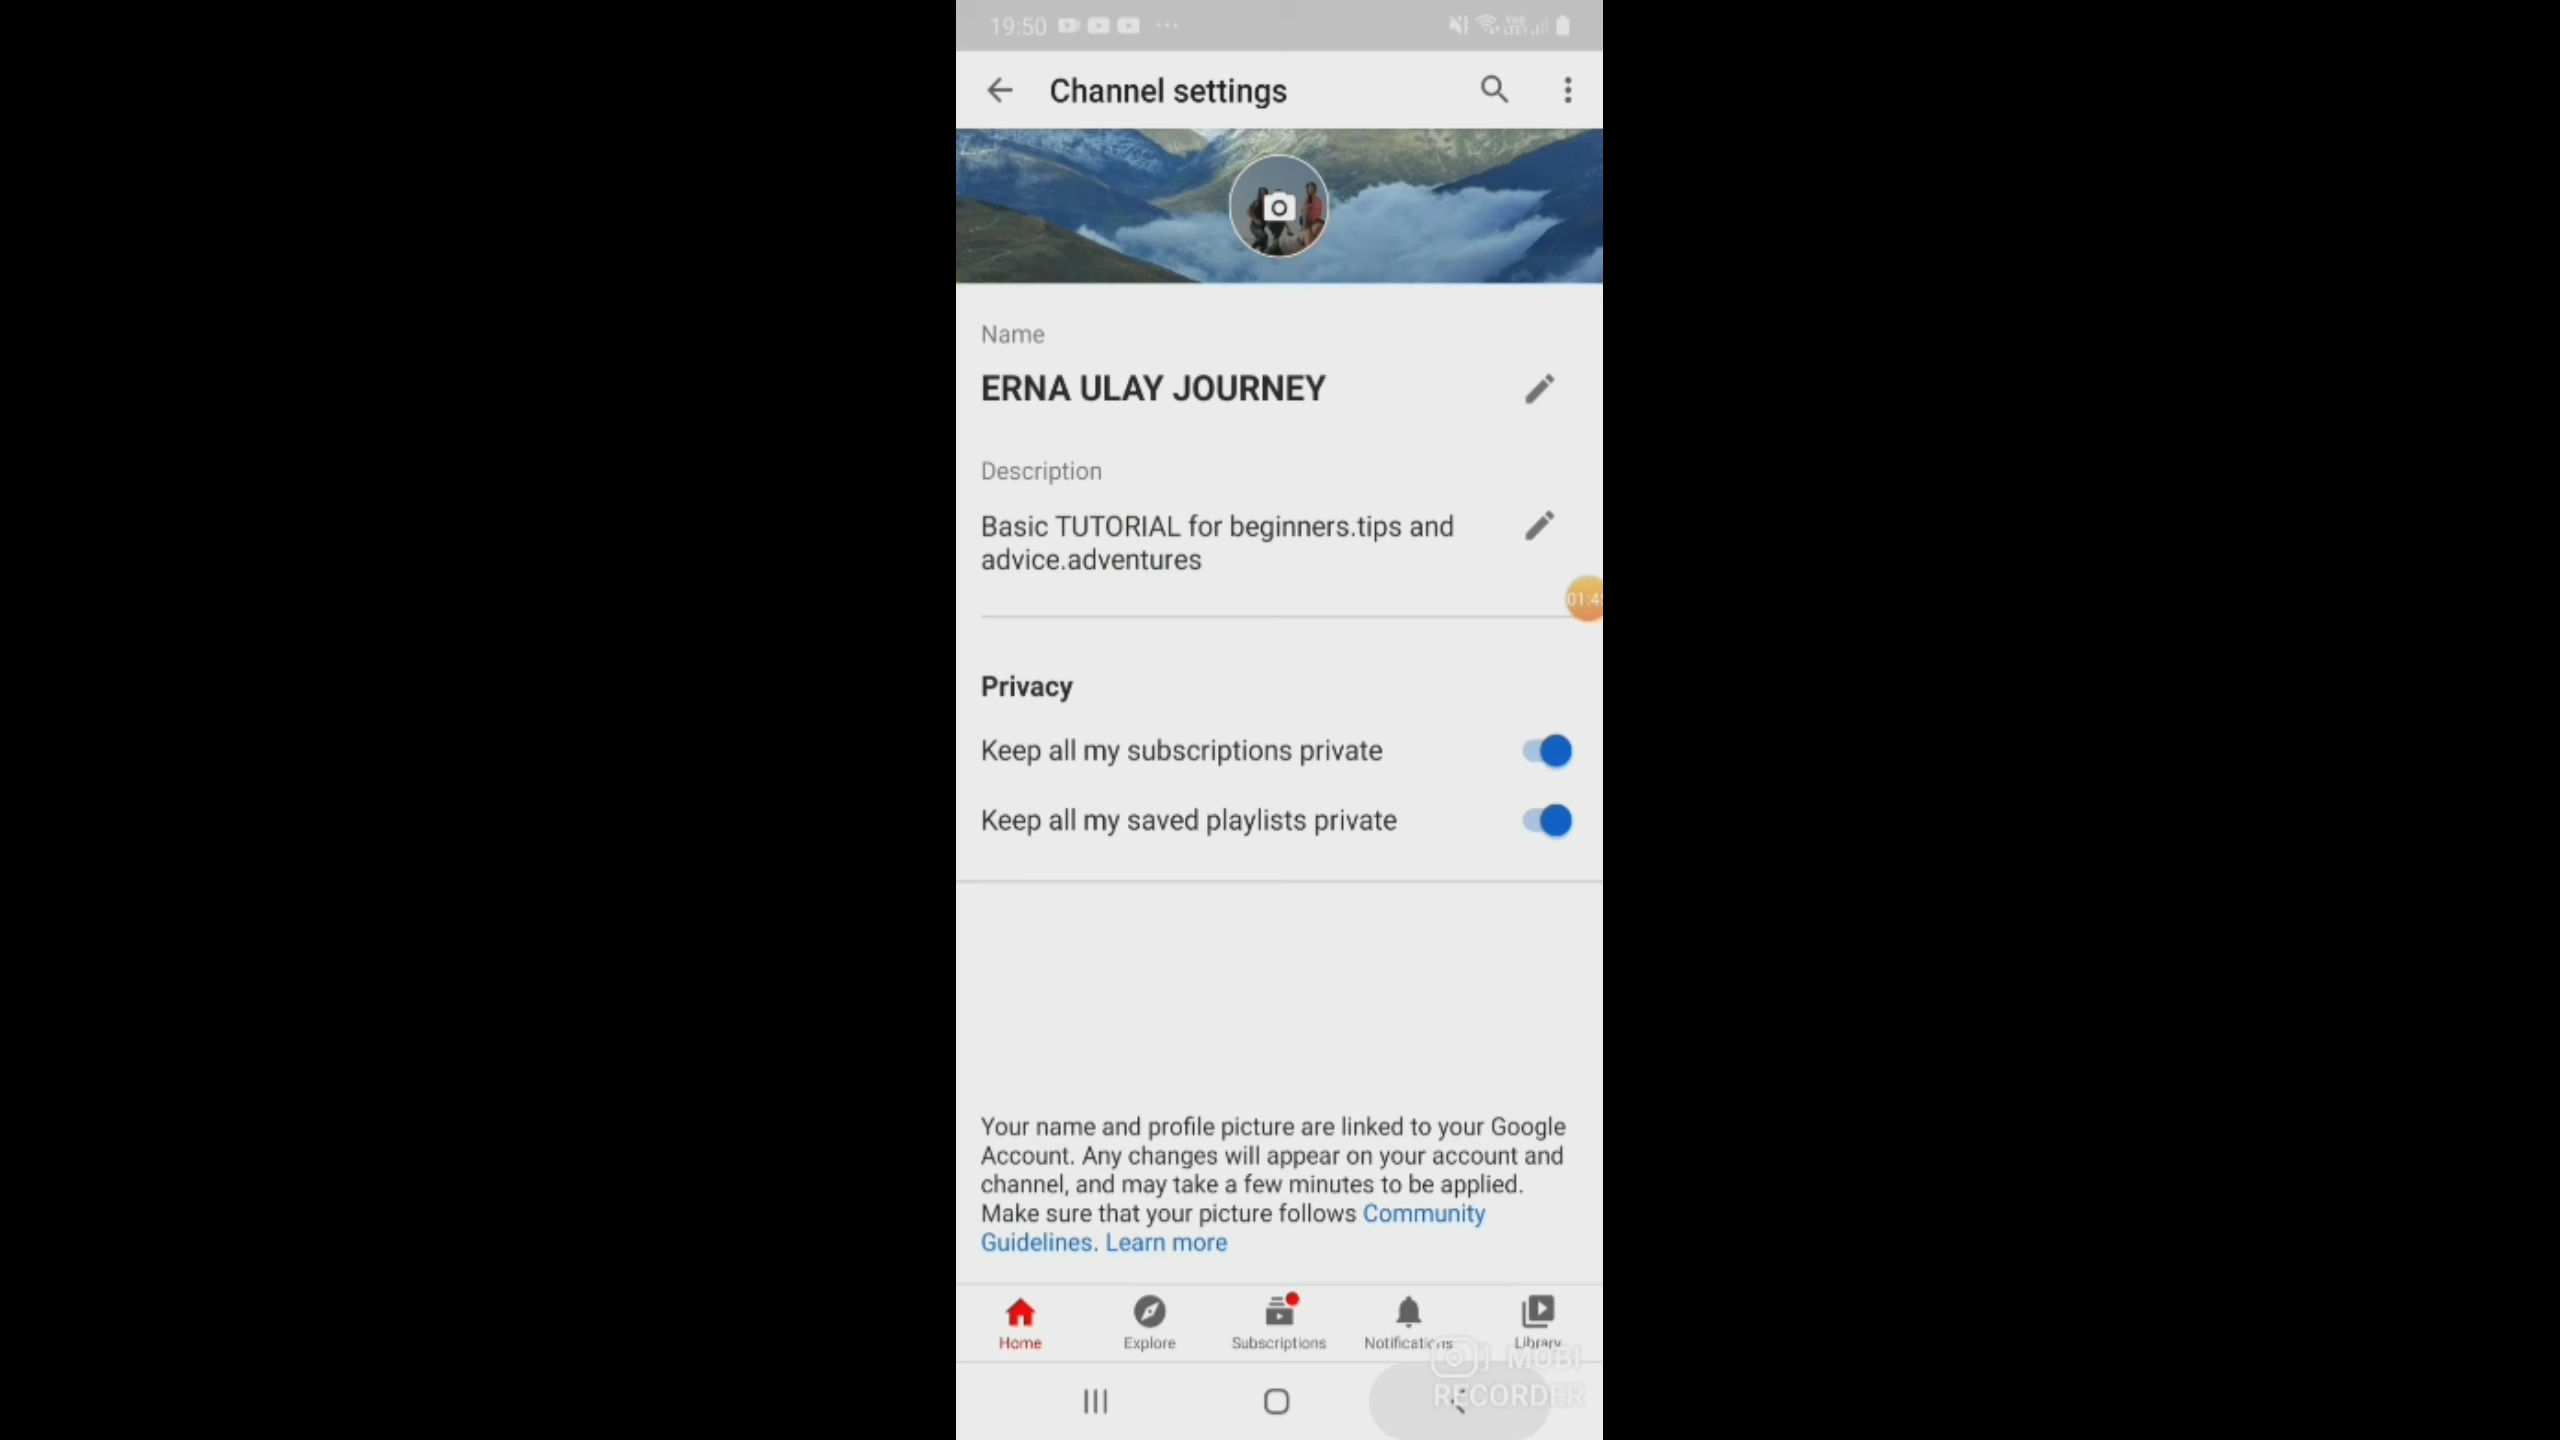 19:50
Channel settings
Name
ERNA ULAY JOURNEY
Description
Basic TUTORIAL for beginners.tips and
advice.adventures
Privacy
Keep all my subscriptions private
Keep all my saved playlists private
Your name and profile picture are linked to your Google
Account. Any changes will appear on your account and
channel, and may take a few minutes to be applied.
Make sure that your picture follows Community
Guidelines. Learn more
Home
Explore
Subscriptions
Notifications
Library
MOBI
RECORDER